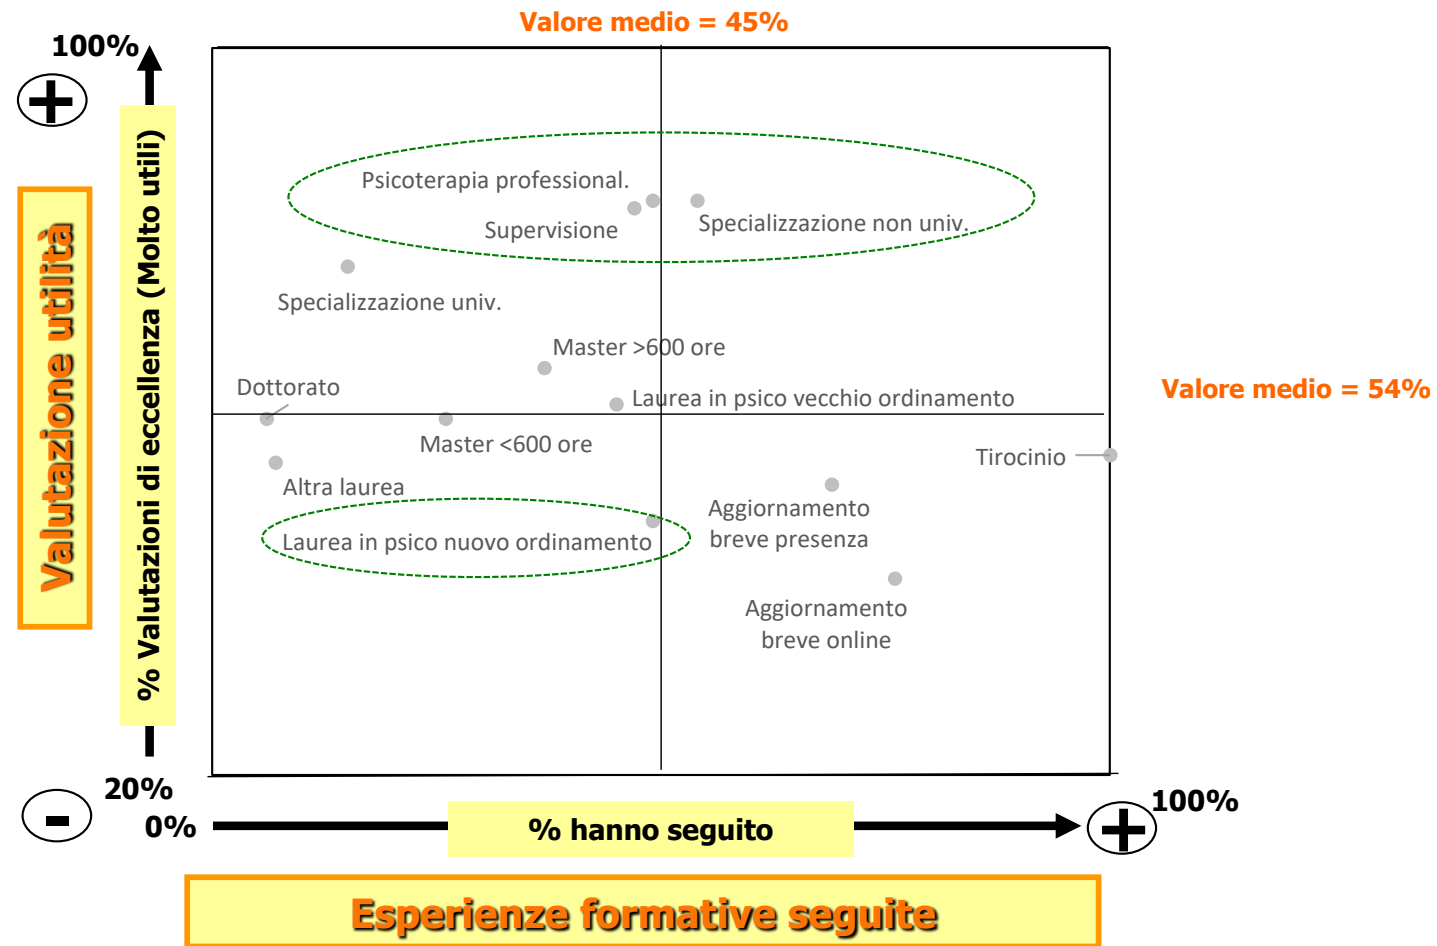 Valore medio = 45%
100%
+
Valutazione utilità
% Valutazioni di eccellenza (Molto utili)
Psicoterapia professional.
Supervisione
Specializzazione non univ.
Specializzazione univ.
Master >600 ore
Dottorato
Laurea in psico vecchio ordinamento
Valore medio = 54%
Master <600 ore
Tirocinio
Altra laurea
Aggiornamento
breve presenza
Laurea in psico nuovo ordinamento
Aggiornamento
breve online
20%
-
0%
% hanno seguito
+
100%
Esperienze formative seguite